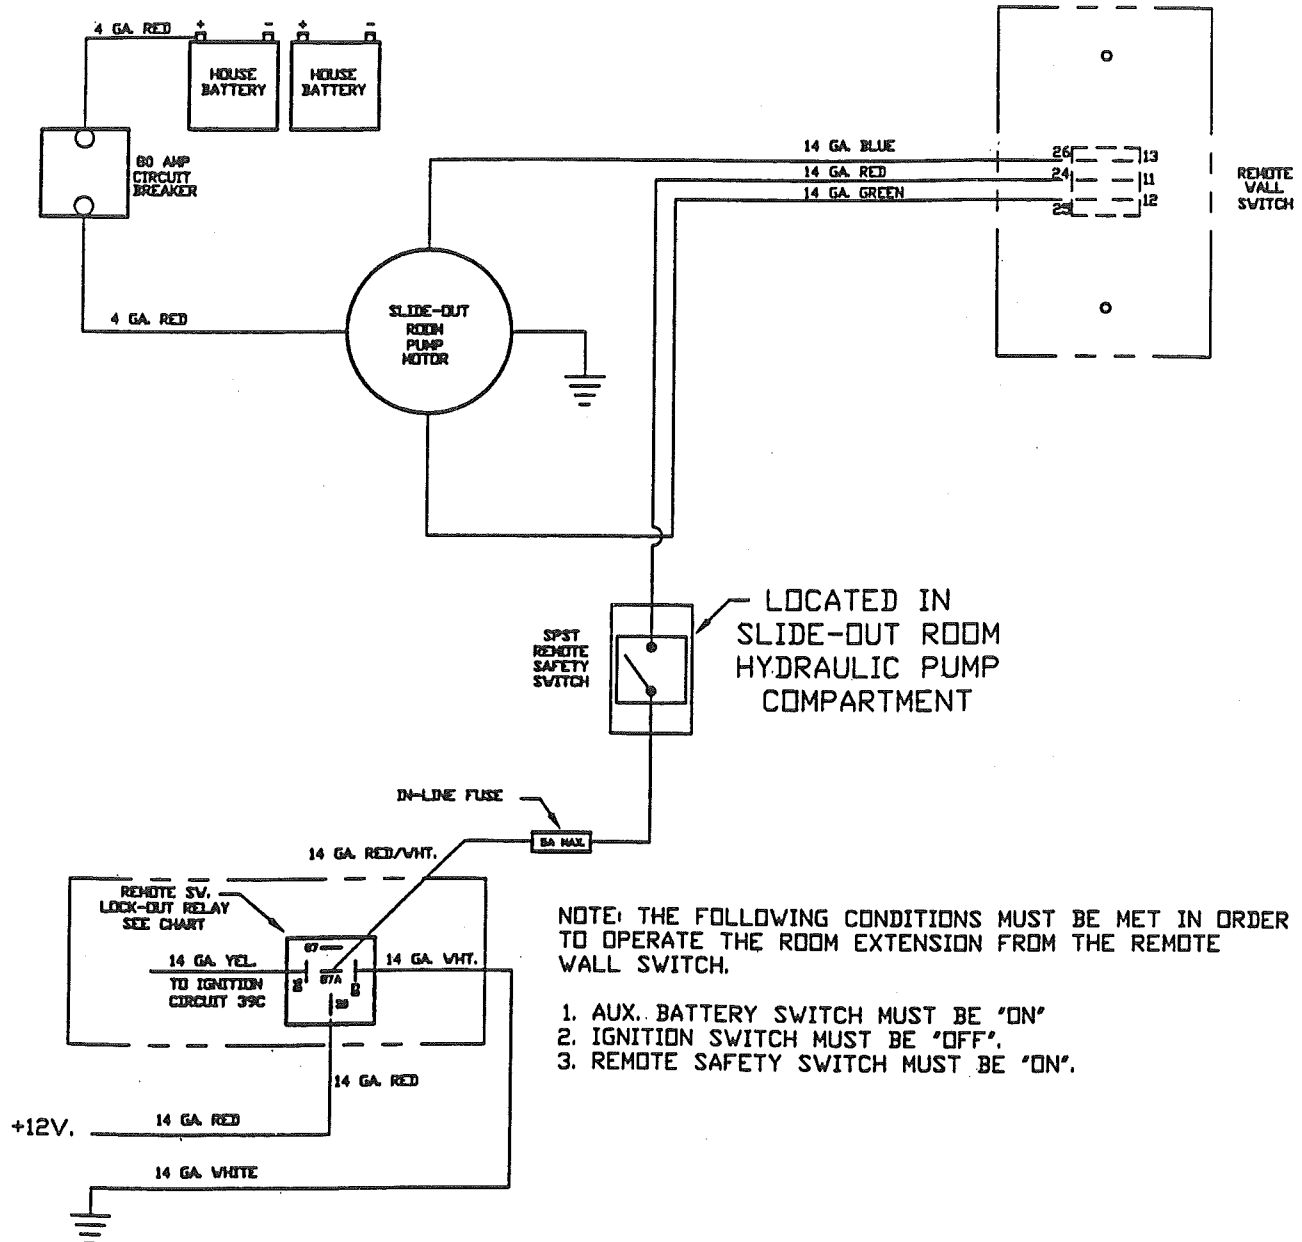 4 GA. RED
+ - + -
HOUSE
BATTERY
HOUSE
BATTERY
80 AMP
CIRCUIT
BREAKER
4 GA. RED
SLIDE-OUT
ROOM
PUMP
MOTOR
14 GA. BLUE
14 GA. RED
14 GA. GREEN
26
24
25
13
11
12
REMOTE
WALL
SWITCH
SPST
REMOTE
SAFETY
SWITCH
LOCATED IN
SLIDE-OUT ROOM
HYDRAULIC PUMP
COMPARTMENT
IN-LINE FUSE
5A MAX.
14 GA. RED/WHT.
REMOTE SW.
LOCK-OUT RELAY
SEE CHART
87
87A
14 GA. YEL.
TO IGNITION
CIRCUIT 39C
14 GA. WHT.
14 GA. RED
+12V.
14 GA. RED
14 GA. WHITE
NOTE: THE FOLLOWING CONDITIONS MUST BE MET IN ORDER
TO OPERATE THE ROOM EXTENSION FROM THE REMOTE
WALL SWITCH.
1. AUX. BATTERY SWITCH MUST BE "ON"
2. IGNITION SWITCH MUST BE "OFF".
3. REMOTE SAFETY SWITCH MUST BE "ON".